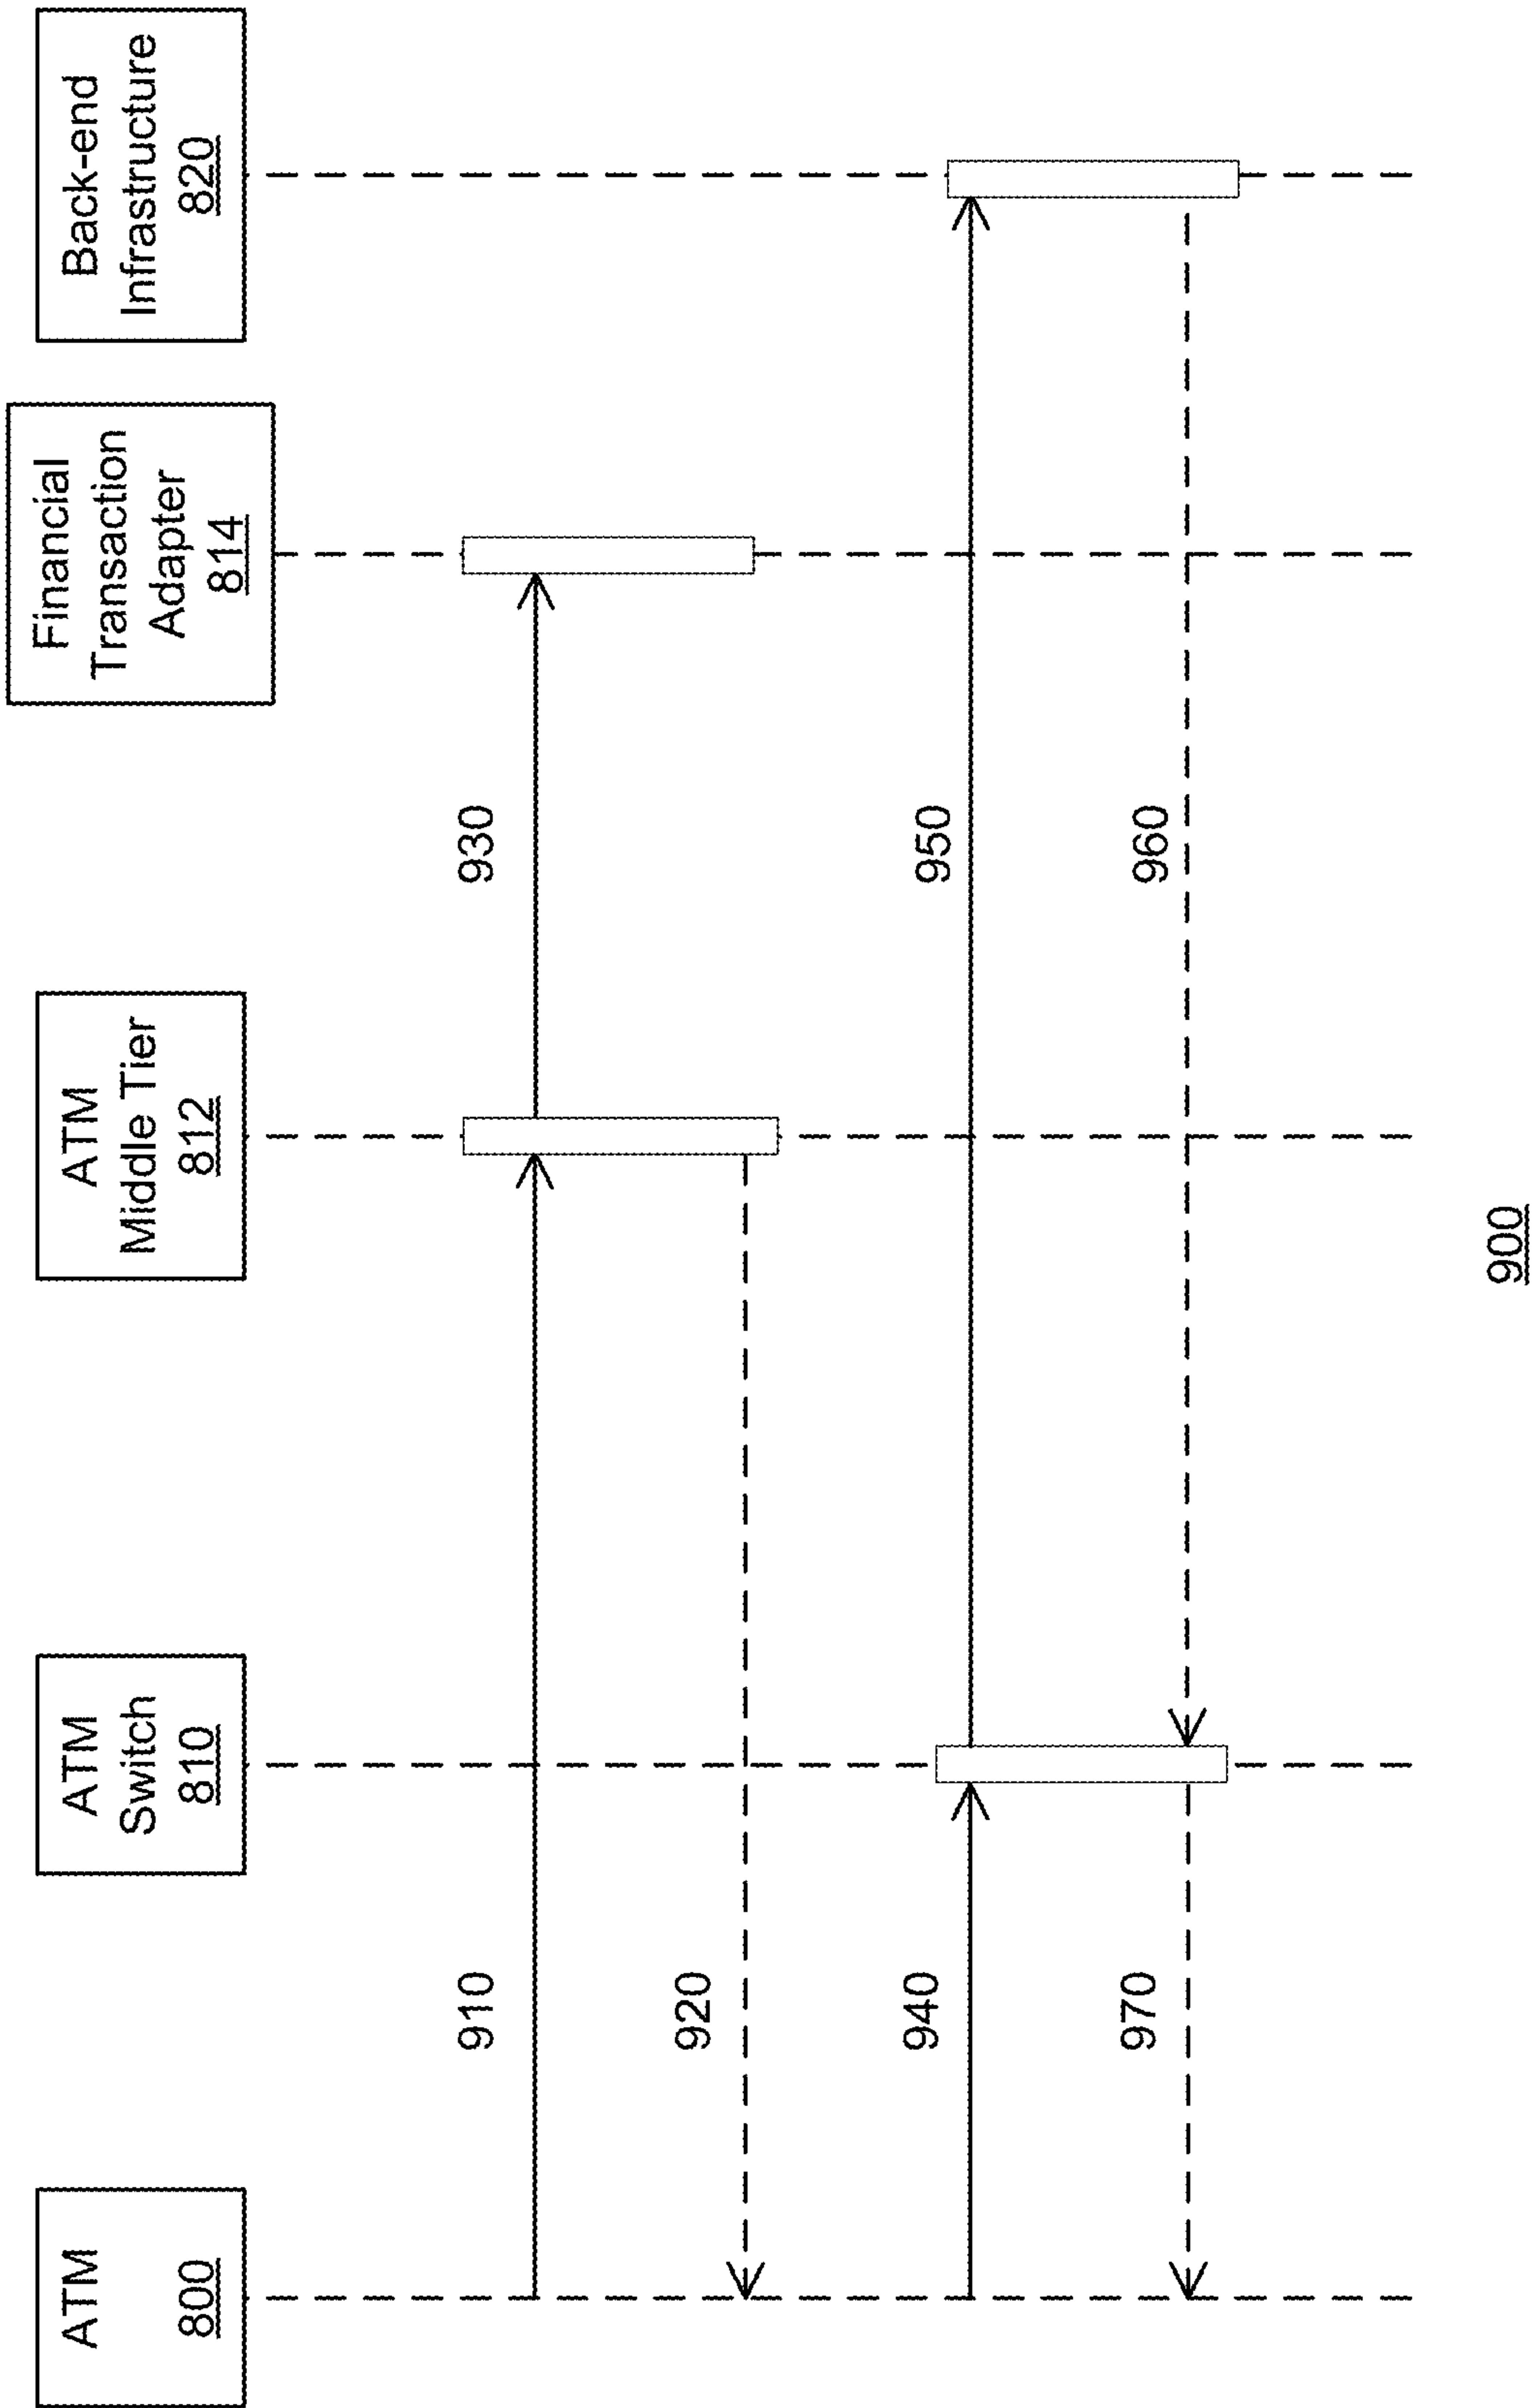 ATM
800
ATM
Switch
810
ATM
Middle Tier
812
Financial
Transaction
Adapter
814
Back-end
Infrastructure
820
910
930
920
940
950
970
960
900